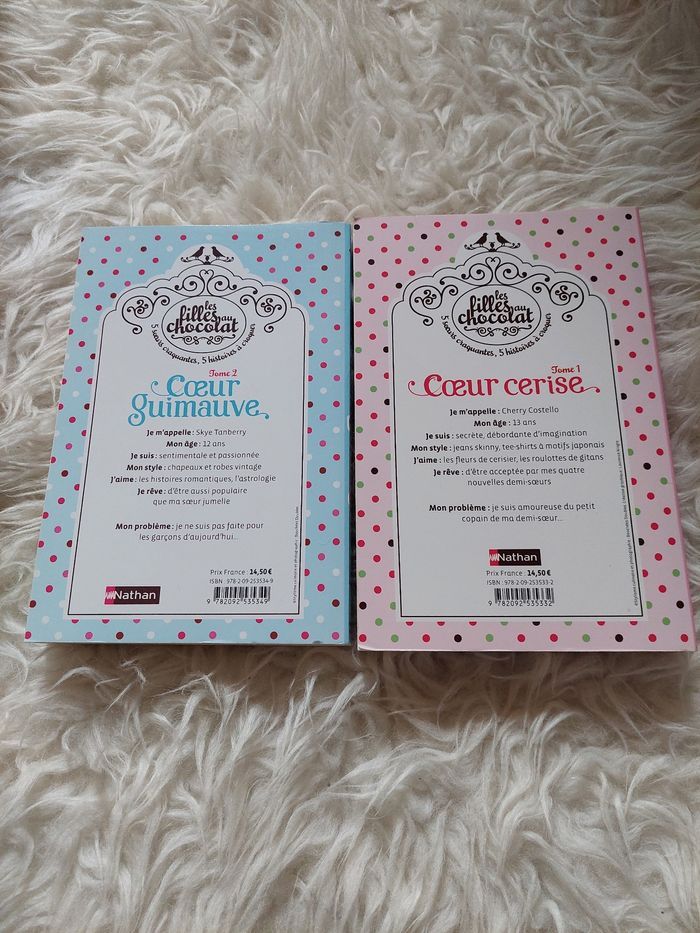 les
filles
au
chocolat
5 sœurs craquantes, 5 histoires à croquer
Tome 2
Cœur
guimauve
Je m'appelle : Skye Tanberry
Mon âge : 12 ans
Je suis : sentimentale et passionnée
Mon style : chapeaux et robes vintage
J'aime : les histoires romantiques, l'astrologie
Je rêve : d'être aussi populaire
que ma sœur jumelle
Mon problème : je ne suis pas faite pour
les garçons d'aujourd'hui...
Nathan
Prix France : 14,50 €
ISBN : 978-2-09-253534-9
9 782092 535349
les
filles
au
chocolat
5 sœurs craquantes, 5 histoires à croquer
Tome 1
Cœur cerise
Je m'appelle : Cherry Costello
Mon âge : 13 ans
Je suis : secrète, débordante d'imagination
Mon style : jeans skinny, tee-shirts à motifs japonais
J'aime : les fleurs de cerisier, les roulottes de gitans
Je rêve : d'être acceptée par mes quatre
nouvelles demi-sœurs
Mon problème : je suis amoureuse du petit
copain de ma demi-sœur...
Nathan
Prix France : 14,50 €
ISBN : 978-2-09-253533-2
9 782092 535332